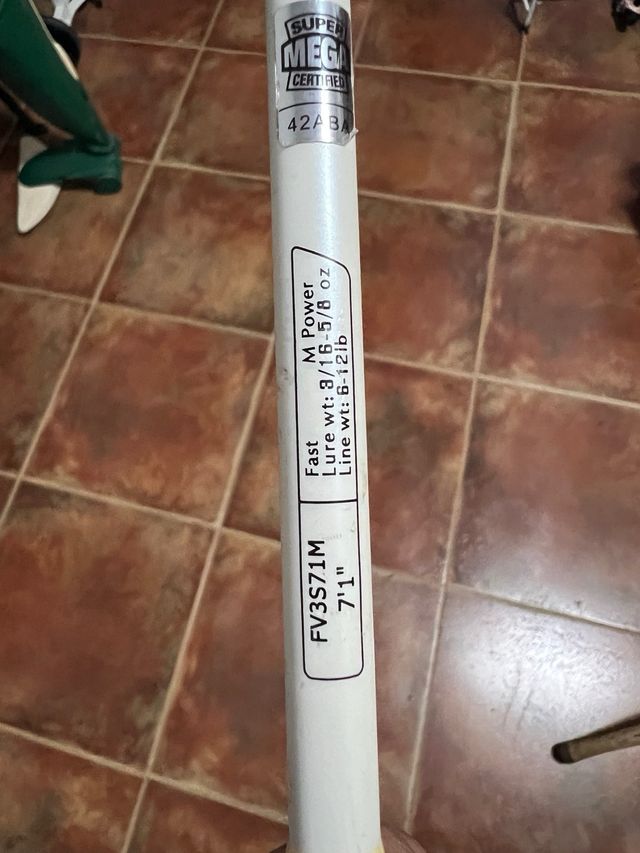 SUPER
MEGA
CERTIFIED
42ABA
Fast M Power
Lure wt: 3/16-5/8 oz
Line wt: 6-12lb
FV3S71M
7'1"